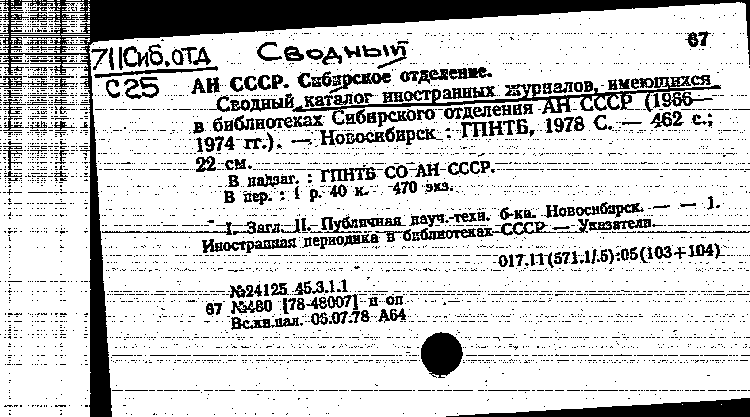 67
7/1Сиб.отд Сводный
С25
АН СССР. Сибирское отделение.
Сводный каталог иностранных журналов, имеющихся
в библиотеках Сибирского отделения АН СССР (1966—
1974 гг.). — Новосибирск : ГПНТБ, 1978 С. — 462 с.;
22 см.
В надзаг. : ГПНТБ СО АН СССР.
В пер. : 1 р. 40 к. 470 экз.
I. Загл. II. Публичная науч.-техн. б-ка. Новосибирск. — — 1.
Иностранная периодика в библиотеках СССР — Указатели.
017.11(571.1/.5):05(103+104)
№24125 45.3.1.1
67 №480 [78-48007] п оп
Вс.кн.пал. 06.07.78 А64